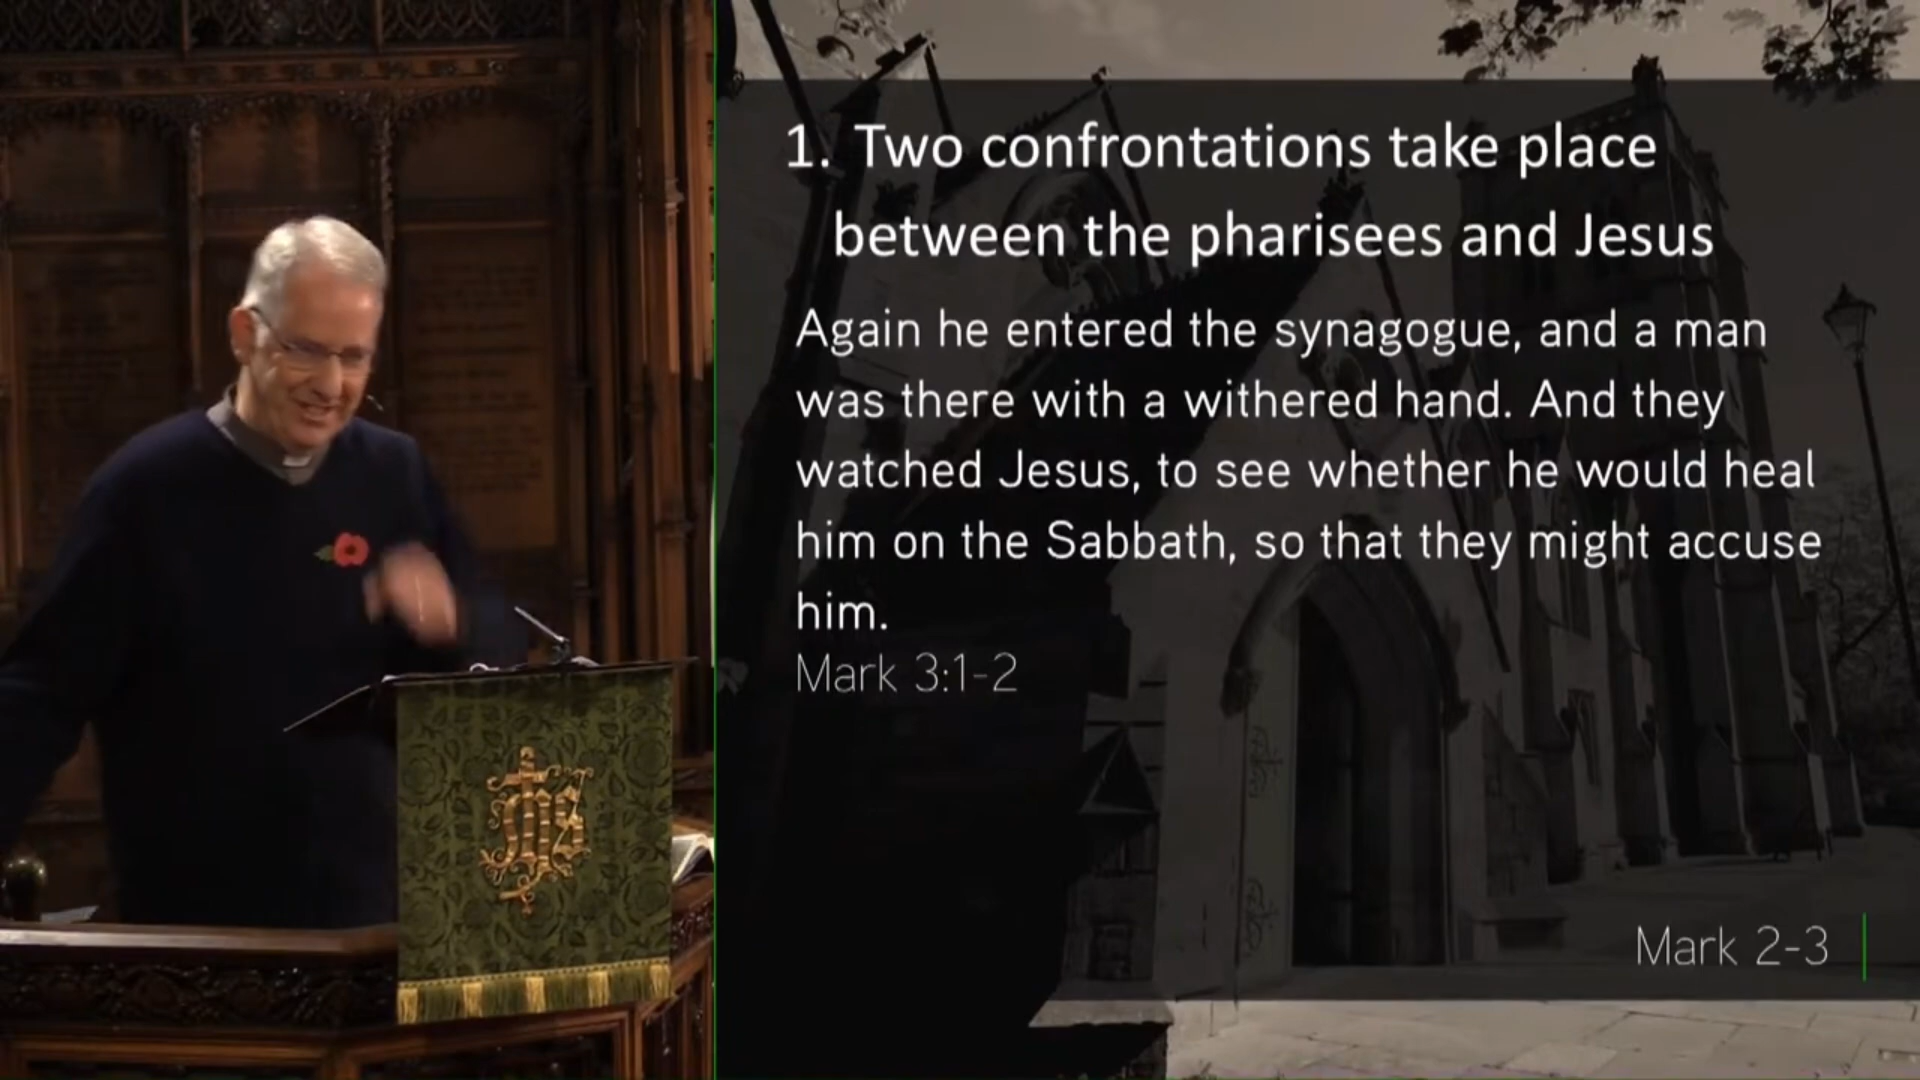 1. Two confrontations take place
between the pharisees and Jesus
Again he entered the synagogue, and a man
was there with a withered hand. And they
watched Jesus, to see whether he would heal
him on the Sabbath, so that they might accuse
him.
Mark 3:1-2
Mark 2-3
IHS